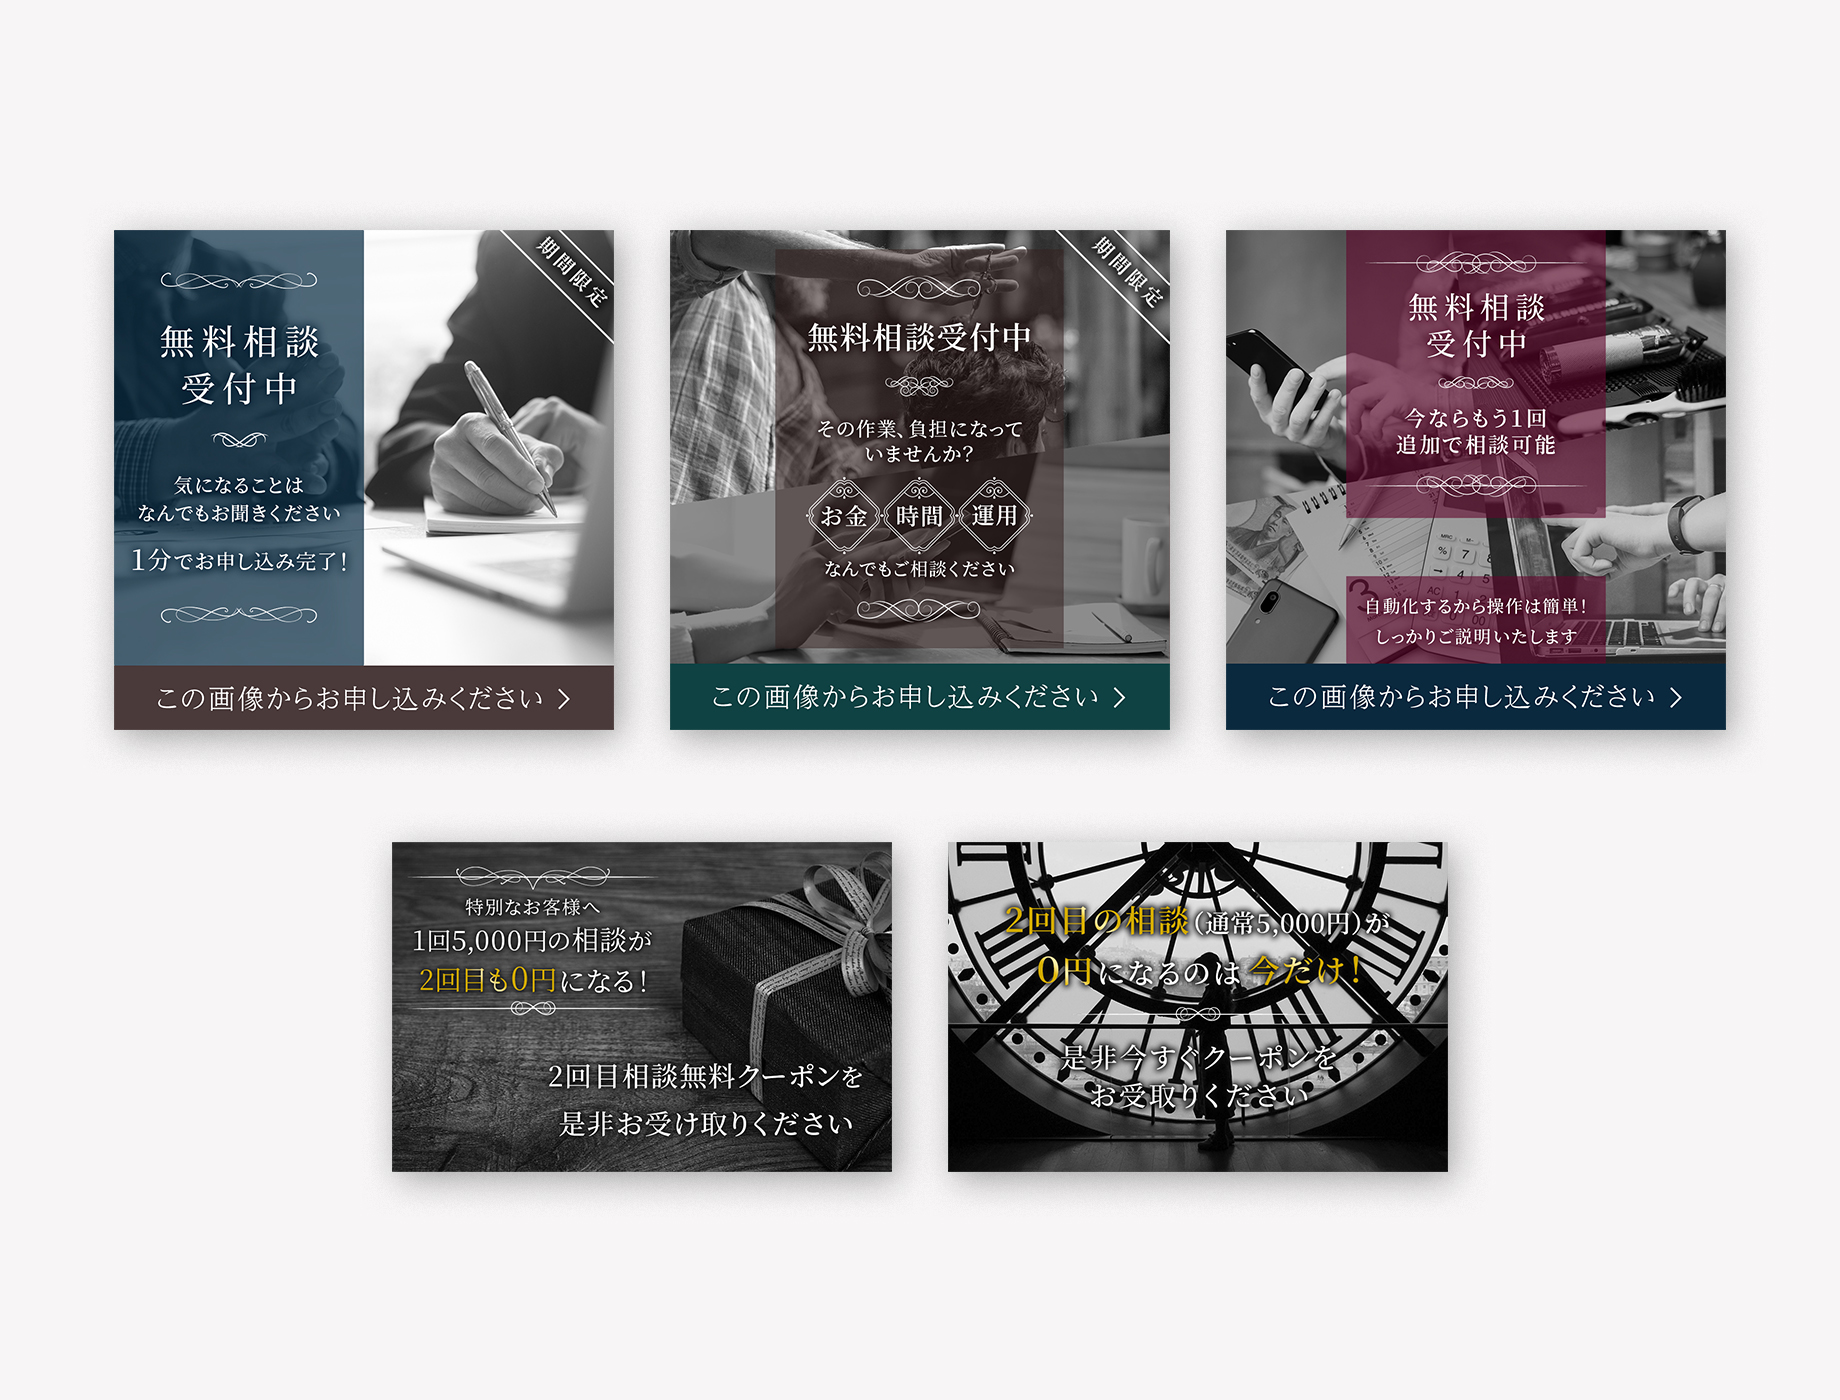 期間限定
無料相談
受付中
気になることは
なんでもお聞きください
1分でお申し込み完了!
この画像からお申し込みください >
期間限定
無料相談受付中
その作業、負担になって
いませんか?
お金 時間 運用
なんでもご相談ください
この画像からお申し込みください >
無料相談
受付中
今ならもう1回
追加で相談可能
自動化するから操作は簡単!
しっかりご説明いたします
この画像からお申し込みください >
特別なお客様へ
1回5,000円の相談が
2回目も0円になる!
2回目相談無料クーポンを
是非お受け取りください
2回目の相談(通常5,000円)が
0円になるのは 今だけ!
是非今すぐクーポンを
お受取りください